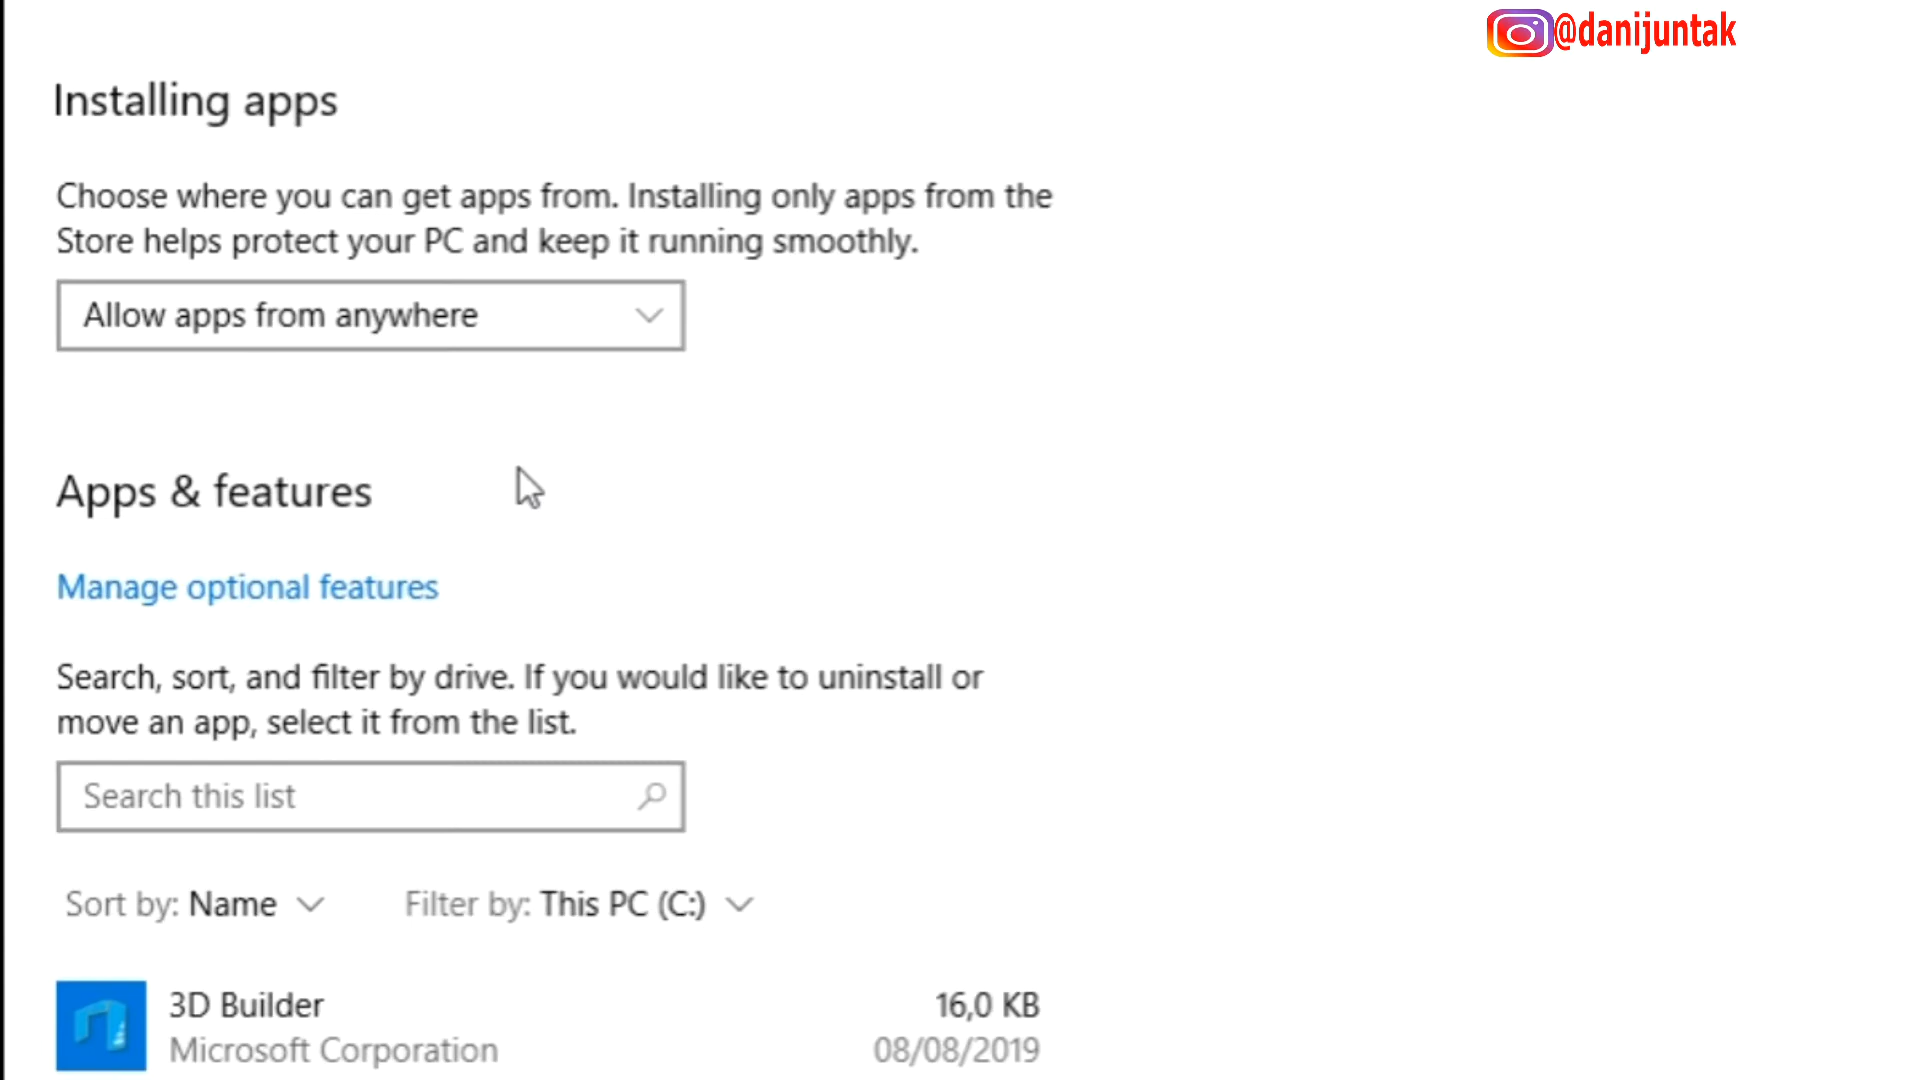 @danijuntak
Installing apps
Choose where you can get apps from. Installing only apps from the
Store helps protect your PC and keep it running smoothly.
Allow apps from anywhere
Apps & features
Manage optional features
Search, sort, and filter by drive. If you would like to uninstall or
move an app, select it from the list.
Search this list
Sort by: Name Filter by: This PC (C:)
3D Builder 16,0 KB
Microsoft Corporation 08/08/2019